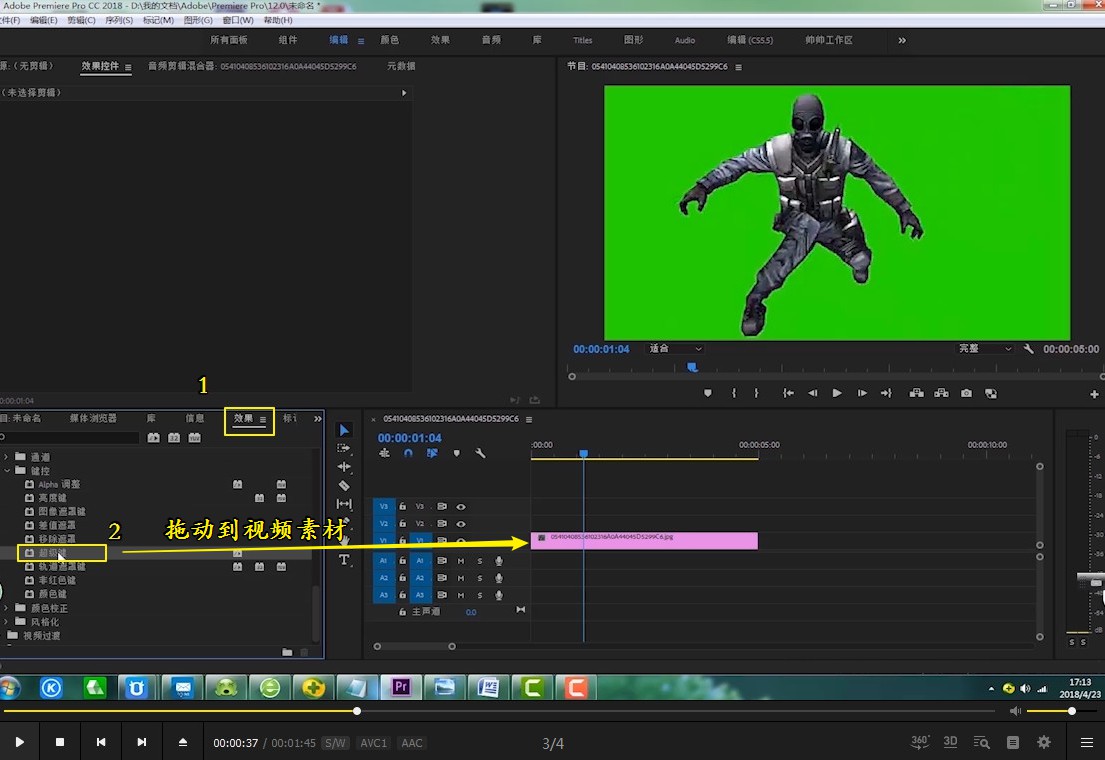 Adobe Premiere Pro CC 2018 - D:\我的文档\Adobe\Premiere Pro\12.0\未命名 *
件(F) 编辑(E) 剪辑(C) 序列(S) 标记(M) 图形(G) 窗口(W) 帮助(H)
所有面板 组件 编辑 颜色 效果 音频 库 Titles 图形 Audio 编辑 (CS5.5) 帅帅工作区
源: (无剪辑) 效果控件 音频剪辑混合器: 05410408536102316A0A44045D5299C6 元数据
节目: 05410408536102316A0A44045D5299C6
(未选择剪辑)
00:00:01:04 适合 完整 00:00:05:00
1
00:00:01:04
目: 未命名 媒体浏览器 库 信息 效果 标记
× 05410408536102316A0A44045D5299C6
00:00:01:04
:00:00 00:00:05:00 00:00:10:00
通道
键控
Alpha 调整
亮度键
图像遮罩键
差值遮罩
移除遮罩
超级键
轨道遮罩键
非红色键
颜色键
颜色校正
风格化
视频过渡
2 拖动到视频素材
T
V3 V3
V2 V2
V1 V1
05410408536102316A0A44045D5299C6.jpg
A1 A1 M S
A2 A2 M S
A3 A3 M S
主声道 0.0
0
dB
S S
Pr
17:13
2018/4/23
00:00:37 / 00:01:45 S/W AVC1 AAC 3/4 360° 3D